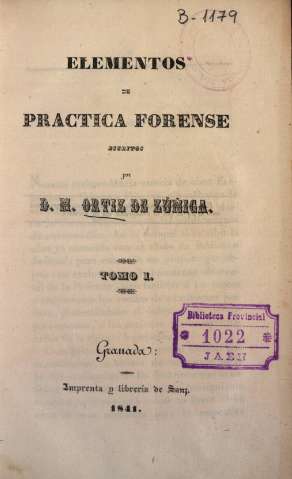 B-1179
ELEMENTOS
DE
PRACTICA FORENSE
ESCRITOS
por
D. M. ORTIZ DE ZÚÑIGA.
TOMO 1.
Granada:
Imprenta y librería de Sanz.
1841.
Biblioteca Provincial
1022
JAEN